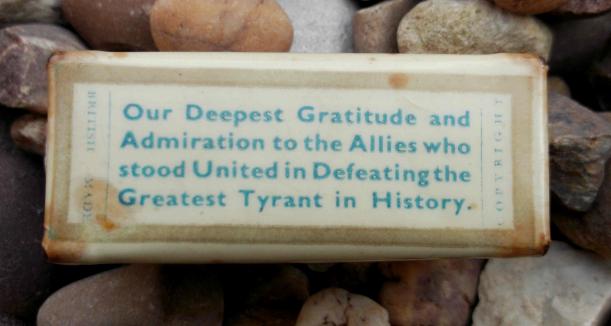 Our Deepest Gratitude and
Admiration to the Allies who
stood United in Defeating the
Greatest Tyrant in History.
BRITISH MADE
COPYRIGHT